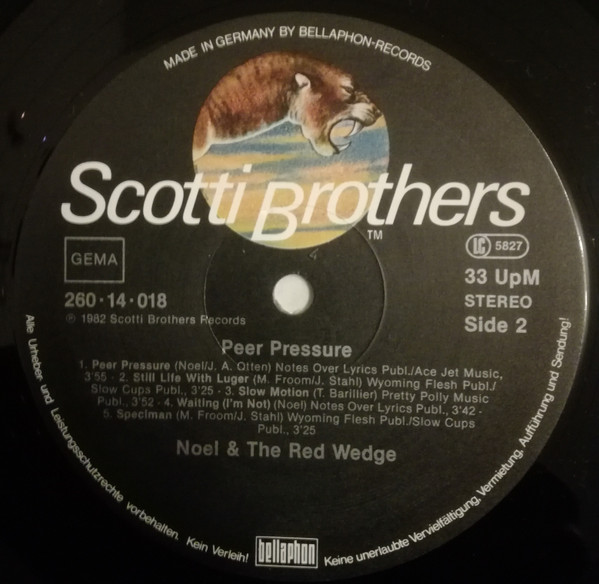 MADE IN GERMANY BY BELLAPHON-RECORDS
Scotti Brothers
TM
GEMA
LC 5827
260·14·018
33 UpM
STEREO
℗ 1982 Scotti Brothers Records
Side 2
Peer Pressure
1. Peer Pressure (Noel/J. A. Otten) Notes Over Lyrics Publ./Ace Jet Music,
3'55 - 2. Still Life With Luger (M. Froom/J. Stahl) Wyoming Flesh Publ./
Slow Cups Publ., 3'25 - 3. Slow Motion (T. Barillier) Pretty Polly Music
Publ., 3'52 - 4. Waiting (I'm Not) (Noel) Notes Over Lyrics Publ., 3'42 -
5. Speciman (M. Froom/J. Stahl) Wyoming Flesh Publ./Slow Cups
Publ., 3'25
Noel & The Red Wedge
Alle Urheber und Leistungsschutzrechte vorbehalten. Kein Verleih!
bellaphon
Keine unerlaubte Vervielfältigung, Vermietung, Aufführung und Sendung!